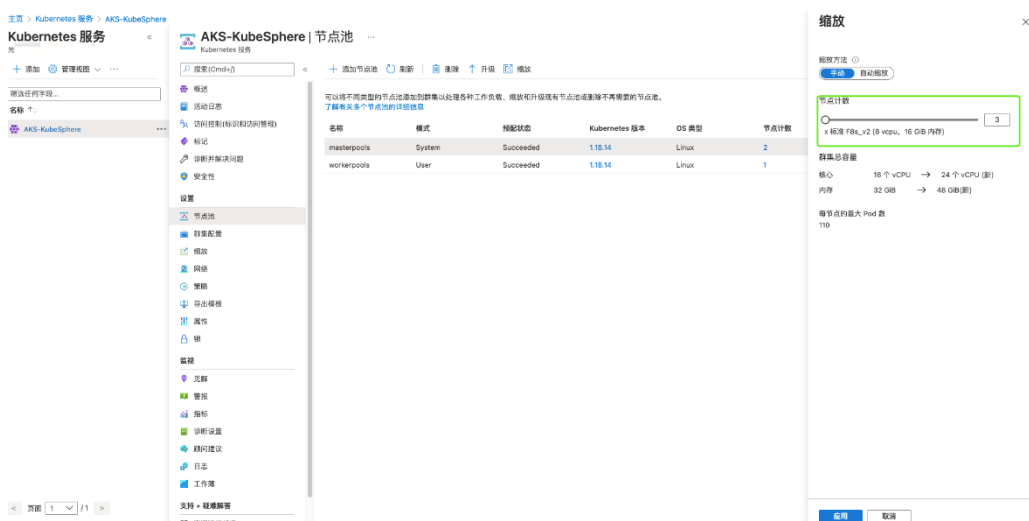 主页 > Kubernetes 服务 > AKS-KubeSphere
Kubernetes 服务 «
添加 管理视图 ∨ ···
筛选任何字段...
名称 ↑
AKS-KubeSphere ···
< 页面 1 / 1 >
AKS-KubeSphere | 节点池 ···
Kubernetes 服务
搜索(Cmd+/) «
概述
活动日志
访问控制(标识和访问管理)
标记
诊断并解决问题
安全性
设置
节点池
群集配置
缩放
网络
策略
导出模板
属性
锁
监视
见解
警报
指标
诊断设置
顾问建议
日志
工作簿
支持 + 疑难解答
添加节点池 刷新 删除 升级 缩放
可以将不同类型的节点池添加到群集以处理各种工作负载、缩放和升级现有节点池或删除不再需要的节点池。
了解有关多个节点池的详细信息
名称 模式 预配状态 Kubernetes 版本 OS 类型 节点计数
masterpools System Succeeded 1.18.14 Linux 2
workerpools User Succeeded 1.18.14 Linux 1
缩放 ×
缩放方法
手动 自动缩放
节点计数
3
x 标准 F8s_v2 (8 vcpu, 16 GiB 内存)
群集总容量
核心 16 个 vCPU → 24 个 vCPU (新)
内存 32 GiB → 48 GiB(新)
每节点的最大 Pod 数
110
应用 取消